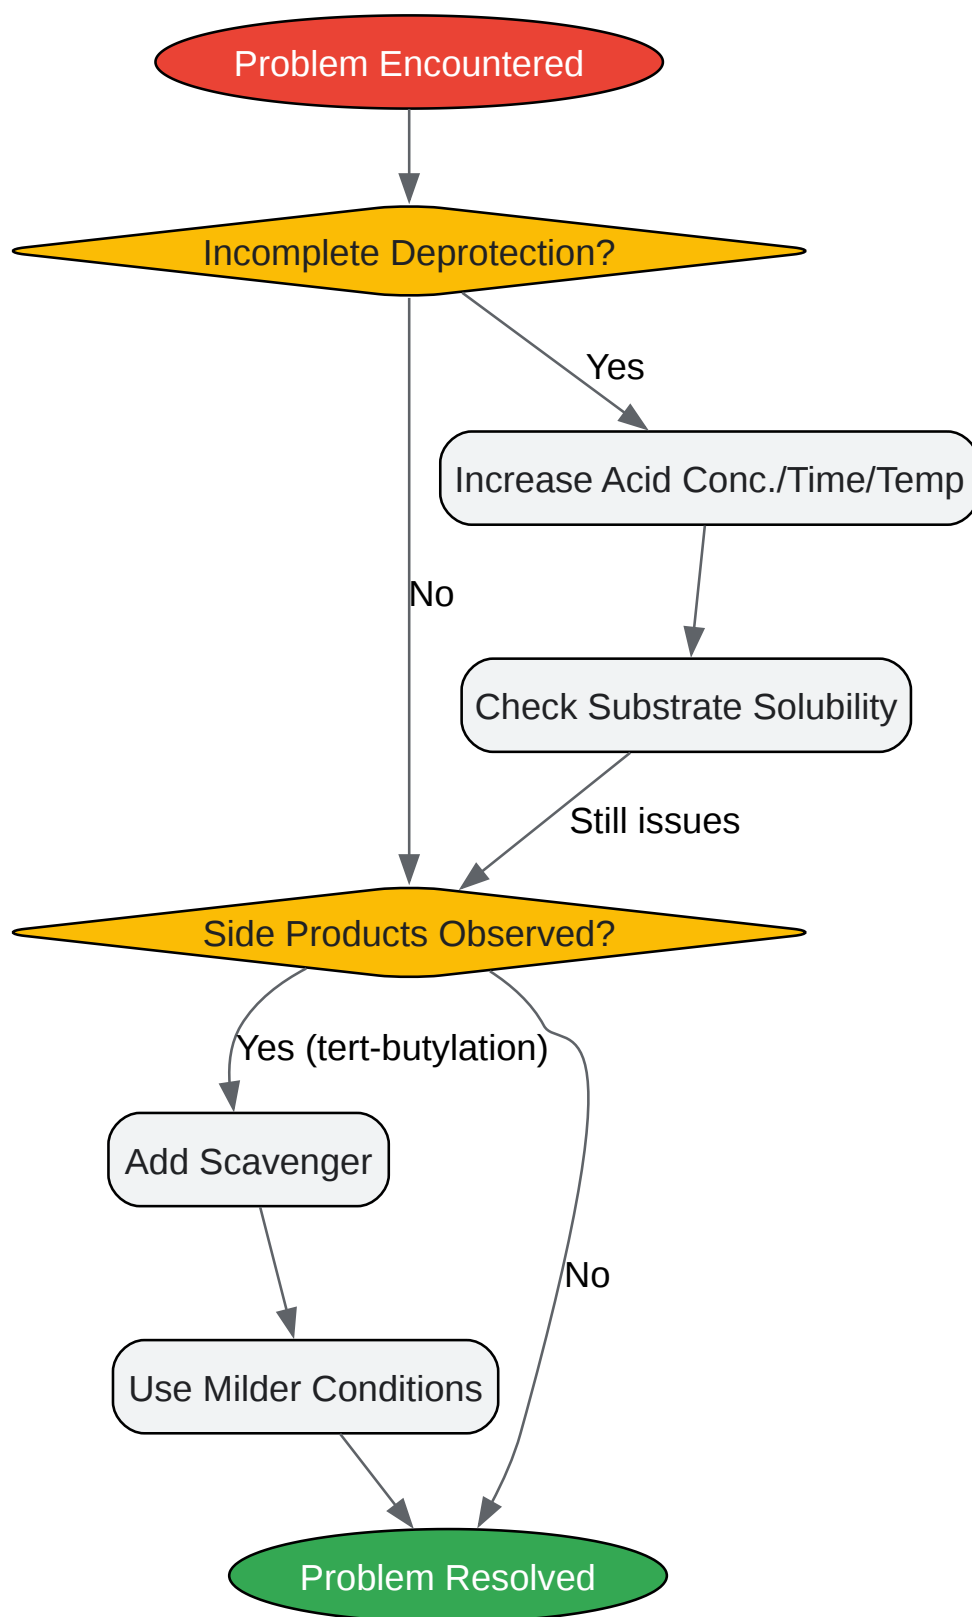 Problem Encountered
Incomplete Deprotection?
Yes
Increase Acid Conc./Time/Temp
No
Check Substrate Solubility
Still issues
Side Products Observed?
Yes (tert-butylation)
Add Scavenger
No
Use Milder Conditions
Problem Resolved